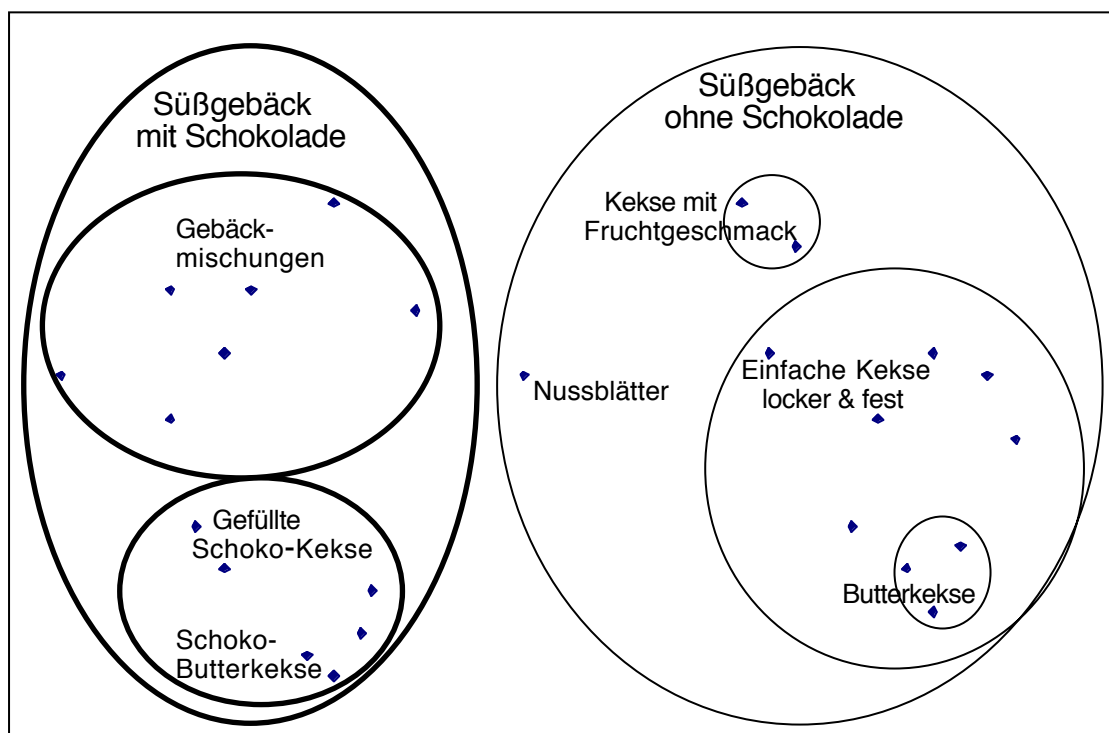 Süßgebäck
mit Schokolade
Gebäck-
mischungen
Gefüllte
Schoko-Kekse
Schoko-
Butterkekse
Süßgebäck
ohne Schokolade
Kekse mit
Fruchtgeschmack
Nussblätter
Einfache Kekse
locker & fest
Butterkekse